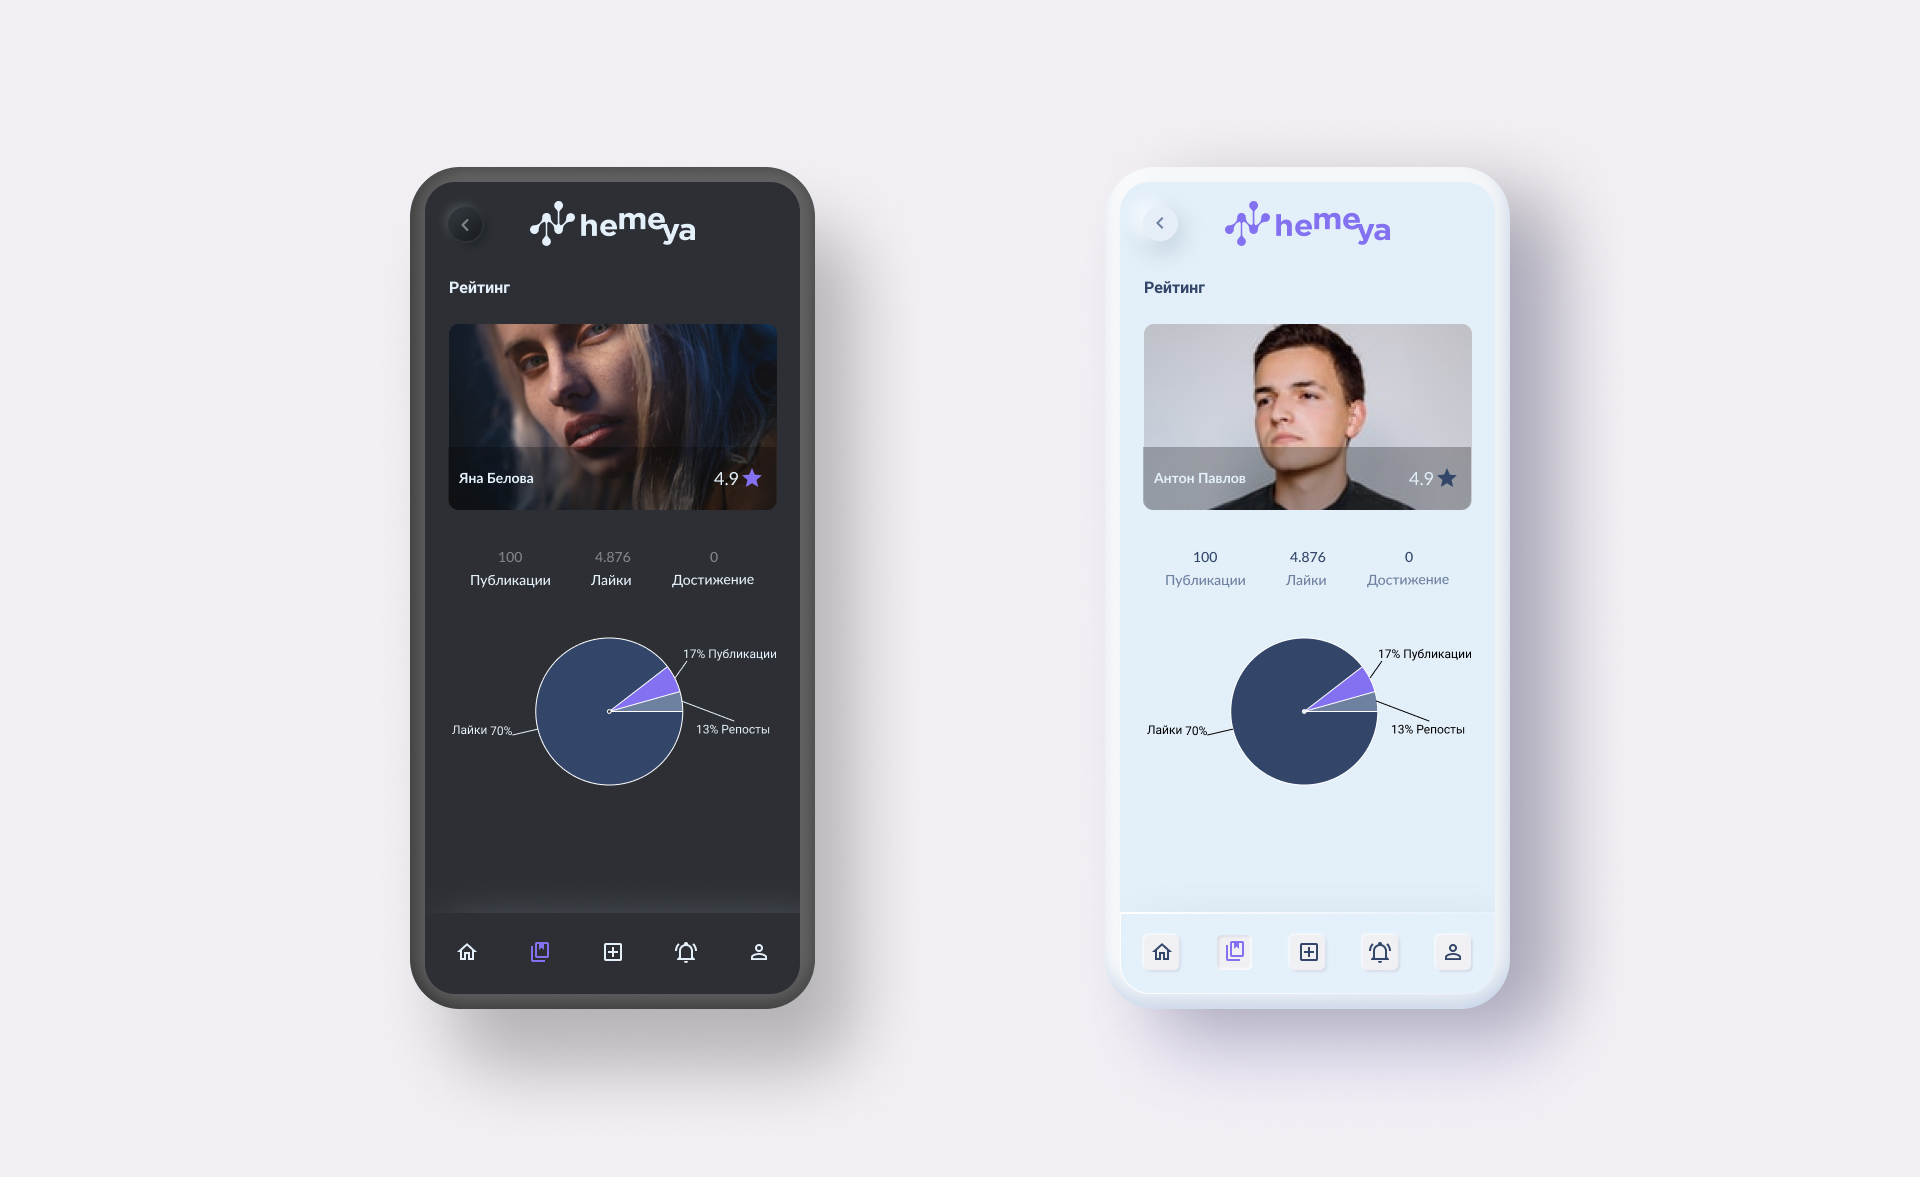 hemeya
Рейтинг
Яна Белова
4.9
100 4.876 0
Публикации Лайки Достижение
17% Публикации
Лайки 70%
13% Репосты
hemeya
Рейтинг
Антон Павлов
4.9
100 4.876 0
Публикации Лайки Достижение
17% Публикации
Лайки 70%
13% Репосты